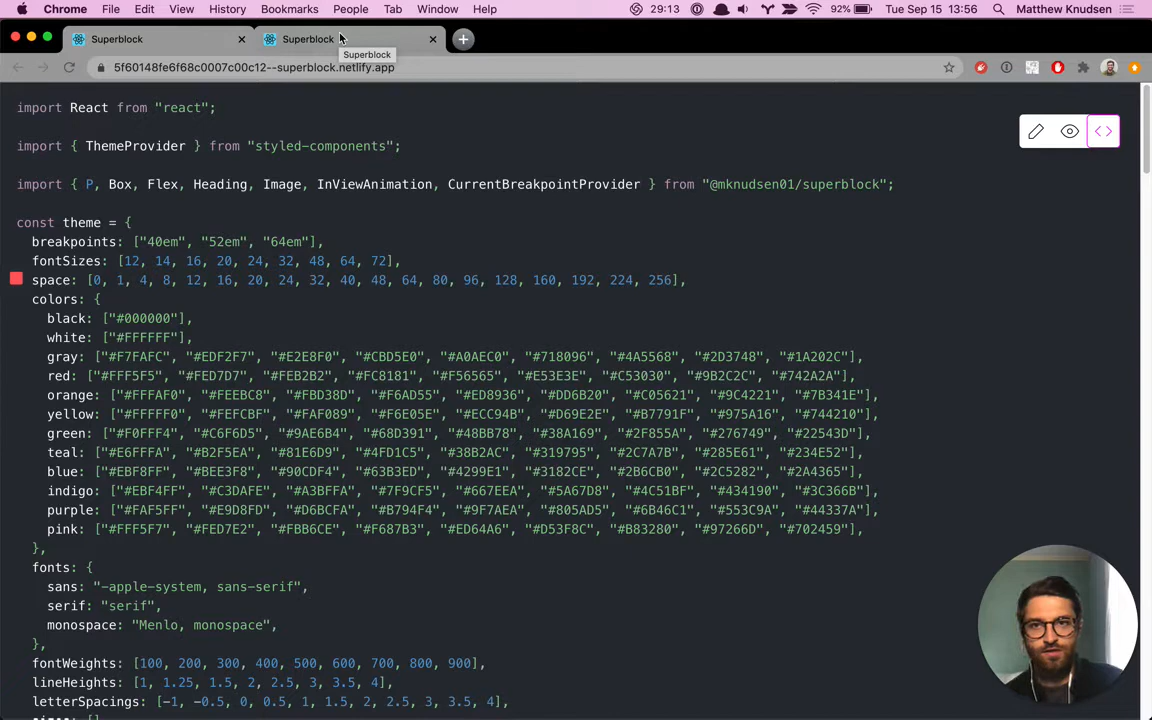 Chrome File Edit View History Bookmarks People Tab Window Help 29:13 92% Tue Sep 15 13:56 Matthew Knudsen
Superblock Superblock
Superblock
5f60148fe6f68c0007c00c12--superblock.netlify.app
import React from "react";
import { ThemeProvider } from "styled-components";
import { P, Box, Flex, Heading, Image, InViewAnimation, CurrentBreakpointProvider } from "@mknudsen01/superblock";
const theme = {
breakpoints: ["40em", "52em", "64em"],
fontSizes: [12, 14, 16, 20, 24, 32, 48, 64, 72],
space: [0, 1, 4, 8, 12, 16, 20, 24, 32, 40, 48, 64, 80, 96, 128, 160, 192, 224, 256],
colors: {
black: ["#000000"],
white: ["#FFFFFF"],
gray: ["#F7FAFC", "#EDF2F7", "#E2E8F0", "#CBD5E0", "#A0AEC0", "#718096", "#4A5568", "#2D3748", "#1A202C"],
red: ["#FFF5F5", "#FED7D7", "#FEB2B2", "#FC8181", "#F56565", "#E53E3E", "#C53030", "#9B2C2C", "#742A2A"],
orange: ["#FFFAF0", "#FEEBC8", "#FBD38D", "#F6AD55", "#ED8936", "#DD6B20", "#C05621", "#9C4221", "#7B341E"],
yellow: ["#FFFFF0", "#FEFCBF", "#FAF089", "#F6E05E", "#ECC94B", "#D69E2E", "#B7791F", "#975A16", "#744210"],
green: ["#F0FFF4", "#C6F6D5", "#9AE6B4", "#68D391", "#48BB78", "#38A169", "#2F855A", "#276749", "#22543D"],
teal: ["#E6FFFA", "#B2F5EA", "#81E6D9", "#4FD1C5", "#38B2AC", "#319795", "#2C7A7B", "#285E61", "#234E52"],
blue: ["#EBF8FF", "#BEE3F8", "#90CDF4", "#63B3ED", "#4299E1", "#3182CE", "#2B6CB0", "#2C5282", "#2A4365"],
indigo: ["#EBF4FF", "#C3DAFE", "#A3BFFA", "#7F9CF5", "#667EEA", "#5A67D8", "#4C51BF", "#434190", "#3C366B"],
purple: ["#FAF5FF", "#E9D8FD", "#D6BCFA", "#B794F4", "#9F7AEA", "#805AD5", "#6B46C1", "#553C9A", "#44337A"],
pink: ["#FFF5F7", "#FED7E2", "#FBB6CE", "#F687B3", "#ED64A6", "#D53F8C", "#B83280", "#97266D", "#702459"],
},
fonts: {
sans: "-apple-system, sans-serif",
serif: "serif",
monospace: "Menlo, monospace",
},
fontWeights: [100, 200, 300, 400, 500, 600, 700, 800, 900],
lineHeights: [1, 1.25, 1.5, 2, 2.5, 3, 3.5, 4],
letterSpacings: [-1, -0.5, 0, 0.5, 1, 1.5, 2, 2.5, 3, 3.5, 4],